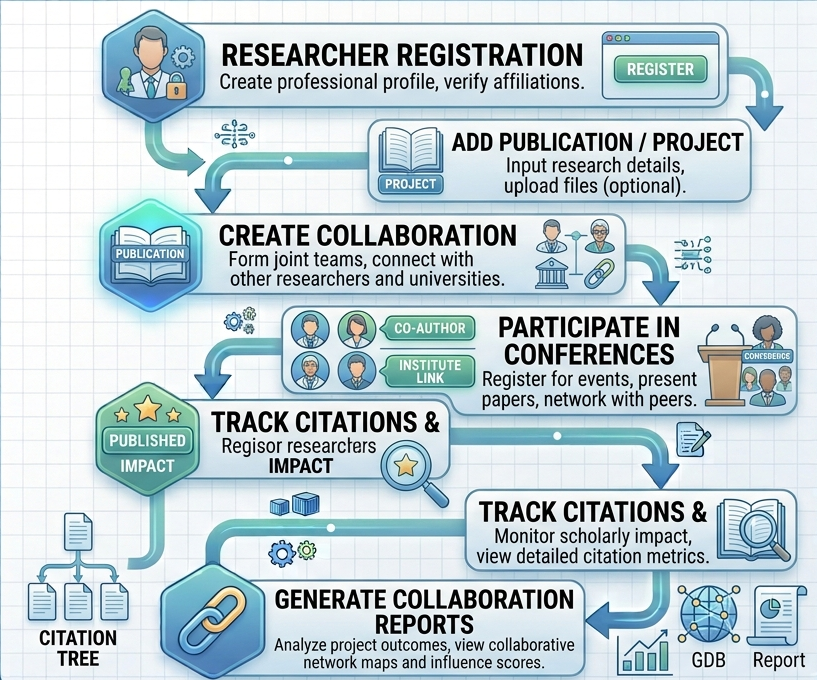 RESEARCHER REGISTRATION
Create professional profile, verify affiliations.
REGISTER
ADD PUBLICATION / PROJECT
Input research details,
upload files (optional).
PROJECT
CREATE COLLABORATION
Form joint teams, connect with
other researchers and universities.
PUBLICATION
CO-AUTHOR
INSTITUTE
LINK
PARTICIPATE IN
CONFERENCES
Register for events, present
papers, network with peers.
PUBLISHED
IMPACT
TRACK CITATIONS &
Regisor researchers
IMPACT
TRACK CITATIONS &
Monitor scholarly impact,
view detailed citation metrics.
CITATION
TREE
GENERATE COLLABORATION
REPORTS
Analyze project outcomes, view collaborative
network maps and influence scores.
GDB
Report